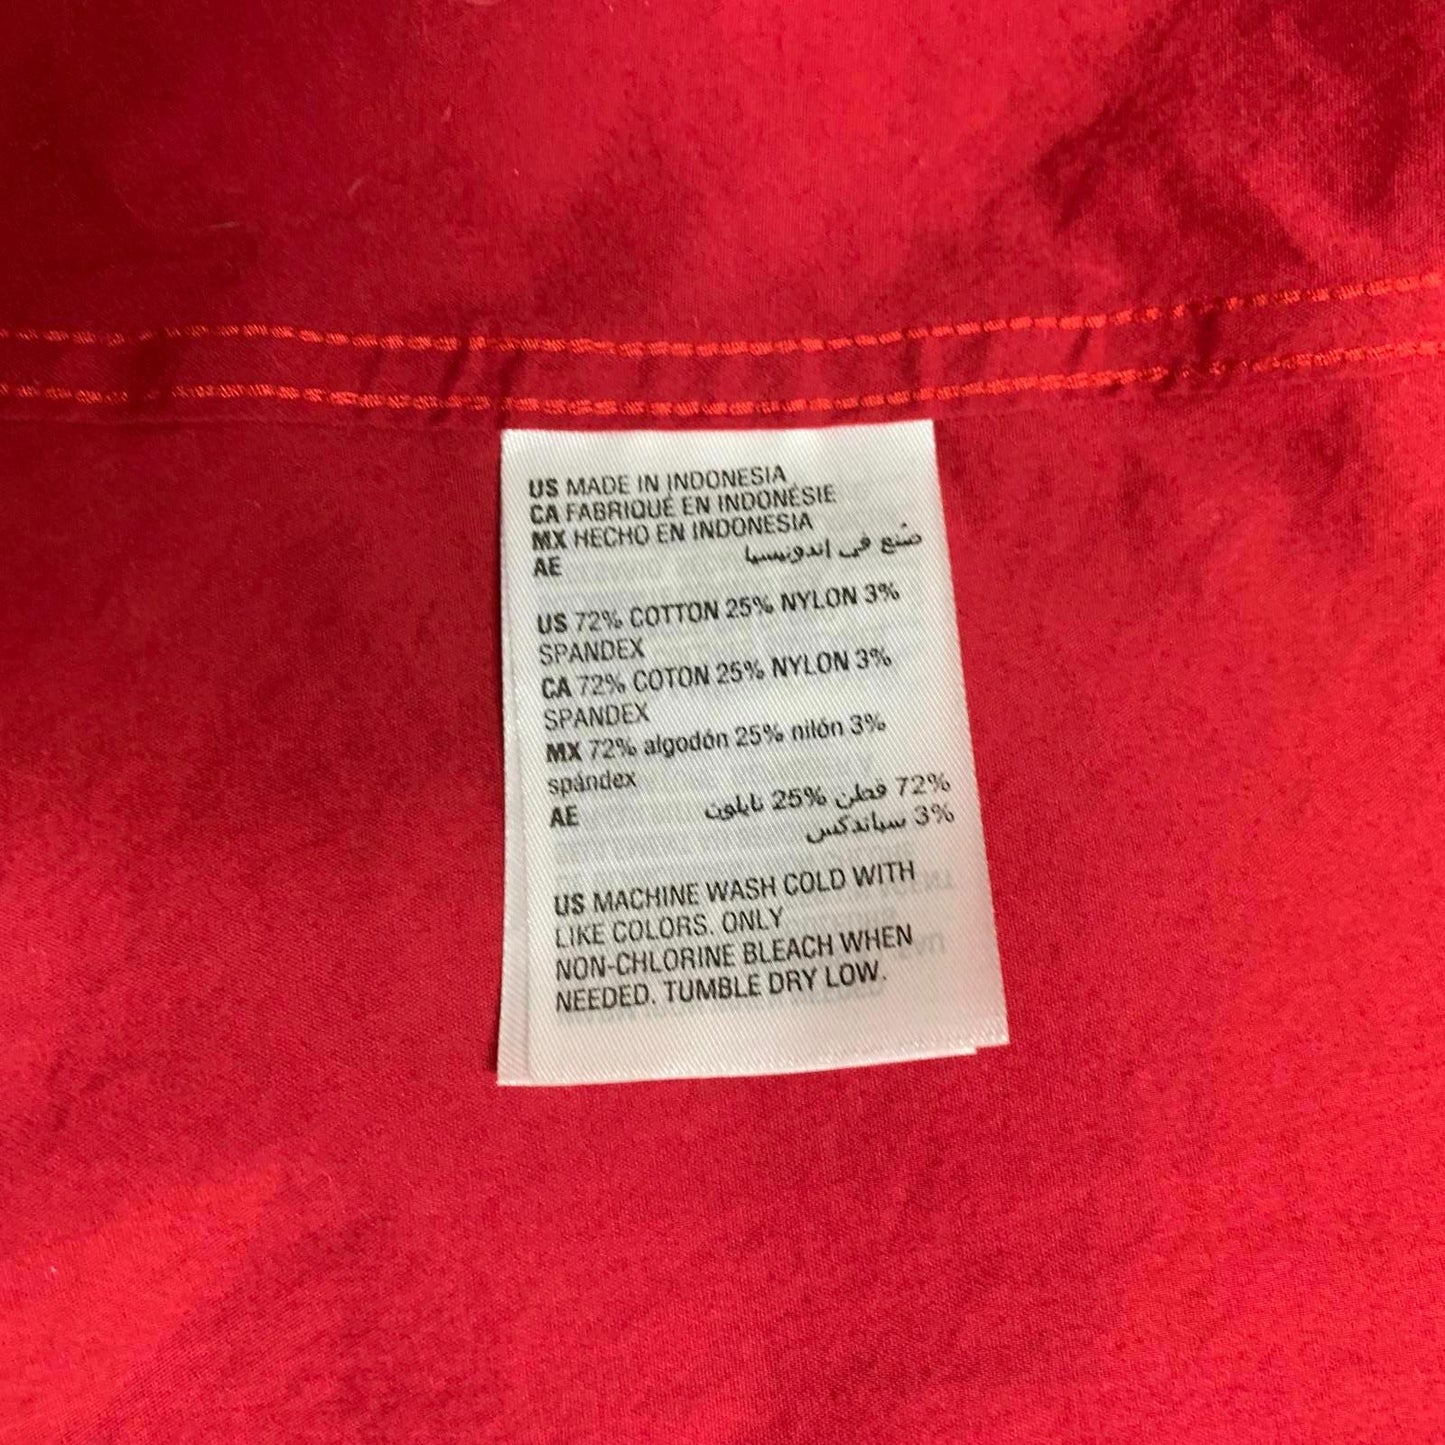 US MADE IN INDONESIA
CA FABRIQUÉ EN INDONÉSIE
MX HECHO EN INDONESIA
AE صُنع في اندونيسيا
US 72% COTTON 25% NYLON 3%
SPANDEX
CA 72% COTON 25% NYLON 3%
SPANDEX
MX 72% algodón 25% nilón 3%
spándex
AE 72% قطن 25% نايلون
3% سباندكس
US MACHINE WASH COLD WITH
LIKE COLORS. ONLY
NON-CHLORINE BLEACH WHEN
NEEDED. TUMBLE DRY LOW.